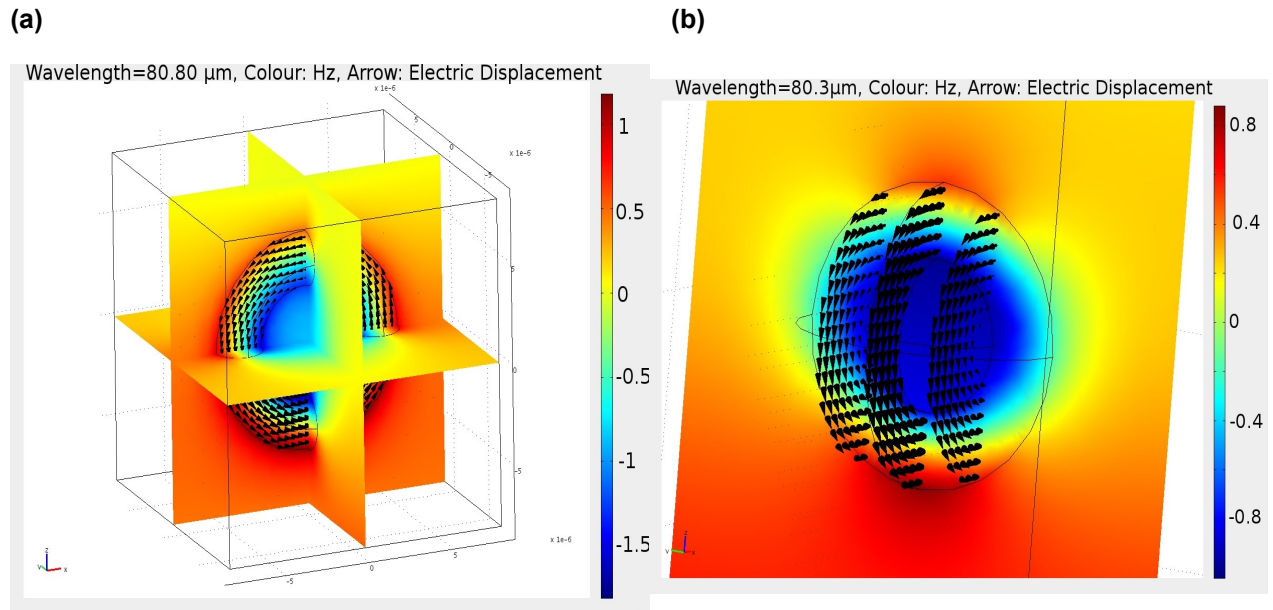 (a)
(b)
Wavelength=80.80 µm, Colour: Hz, Arrow: Electric Displacement
x 1e-6
5
0
x 1e-6
-5
5
0
-5
x 1e-6
5
0
-5
z
y x
1
0.5
0
-0.5
-1
-1.5
Wavelength=80.3µm, Colour: Hz, Arrow: Electric Displacement
0.8
0.4
0
-0.4
-0.8
z
y x